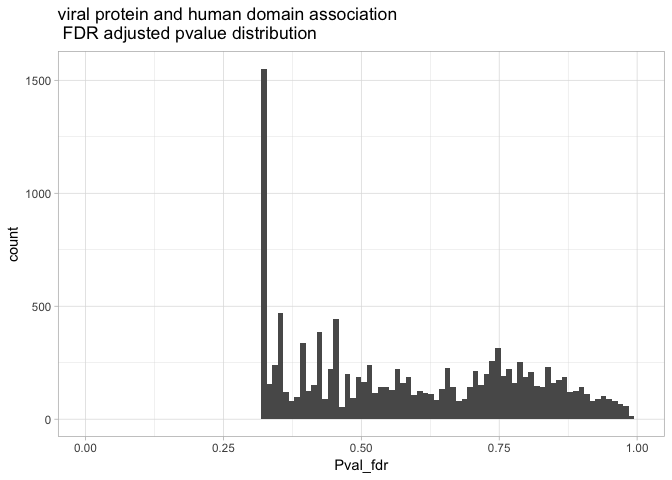 viral protein and human domain association
FDR adjusted pvalue distribution
1500
1000
500
0
count
0.00 0.25 0.50 0.75 1.00
Pval_fdr